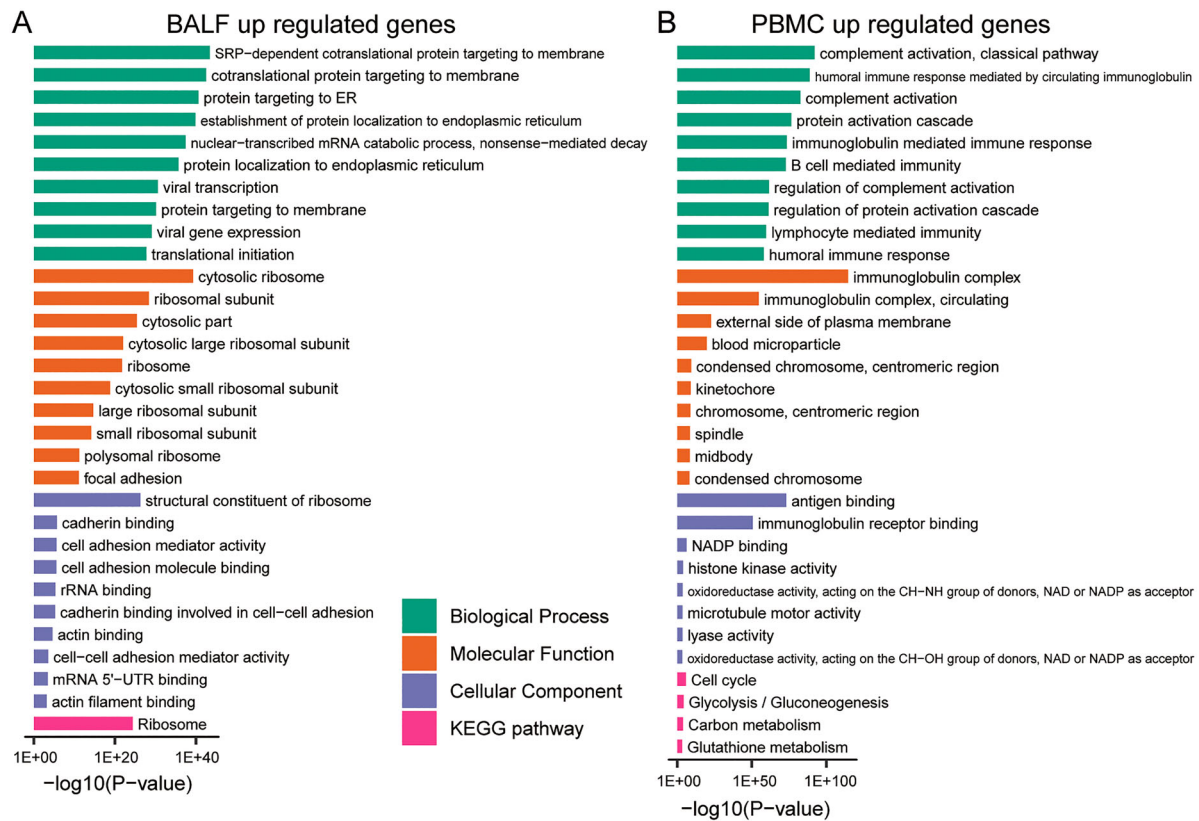 A
BALF up regulated genes
SRP−dependent cotranslational protein targeting to membrane
cotranslational protein targeting to membrane
protein targeting to ER
establishment of protein localization to endoplasmic reticulum
nuclear−transcribed mRNA catabolic process, nonsense−mediated decay
protein localization to endoplasmic reticulum
viral transcription
protein targeting to membrane
viral gene expression
translational initiation
cytosolic ribosome
ribosomal subunit
cytosolic part
cytosolic large ribosomal subunit
ribosome
cytosolic small ribosomal subunit
large ribosomal subunit
small ribosomal subunit
polysomal ribosome
focal adhesion
structural constituent of ribosome
cadherin binding
cell adhesion mediator activity
cell adhesion molecule binding
rRNA binding
cadherin binding involved in cell−cell adhesion
actin binding
cell−cell adhesion mediator activity
mRNA 5'−UTR binding
actin filament binding
Ribosome
1E+00 1E+20 1E+40
−log10(P−value)
Biological Process
Molecular Function
Cellular Component
KEGG pathway
B
PBMC up regulated genes
complement activation, classical pathway
humoral immune response mediated by circulating immunoglobulin
complement activation
protein activation cascade
immunoglobulin mediated immune response
B cell mediated immunity
regulation of complement activation
regulation of protein activation cascade
lymphocyte mediated immunity
humoral immune response
immunoglobulin complex
immunoglobulin complex, circulating
external side of plasma membrane
blood microparticle
condensed chromosome, centromeric region
kinetochore
chromosome, centromeric region
spindle
midbody
condensed chromosome
antigen binding
immunoglobulin receptor binding
NADP binding
histone kinase activity
oxidoreductase activity, acting on the CH−NH group of donors, NAD or NADP as acceptor
microtubule motor activity
lyase activity
oxidoreductase activity, acting on the CH−OH group of donors, NAD or NADP as acceptor
Cell cycle
Glycolysis / Gluconeogenesis
Carbon metabolism
Glutathione metabolism
1E+00 1E+50 1E+100
−log10(P−value)